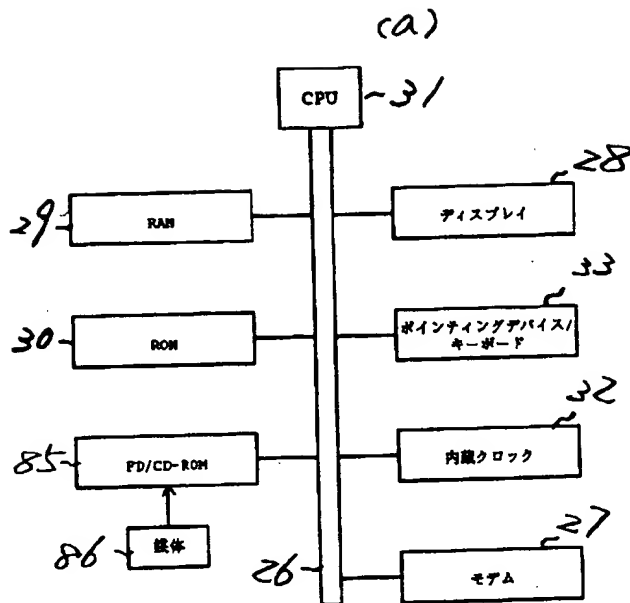 (a)
CPU
31
28
29
RAM
ディスプレイ
33
30
ROM
ポインティングデバイス/
キーボード
32
85
FD/CD-ROM
内蔵クロック
86
媒体
26
27
モデム